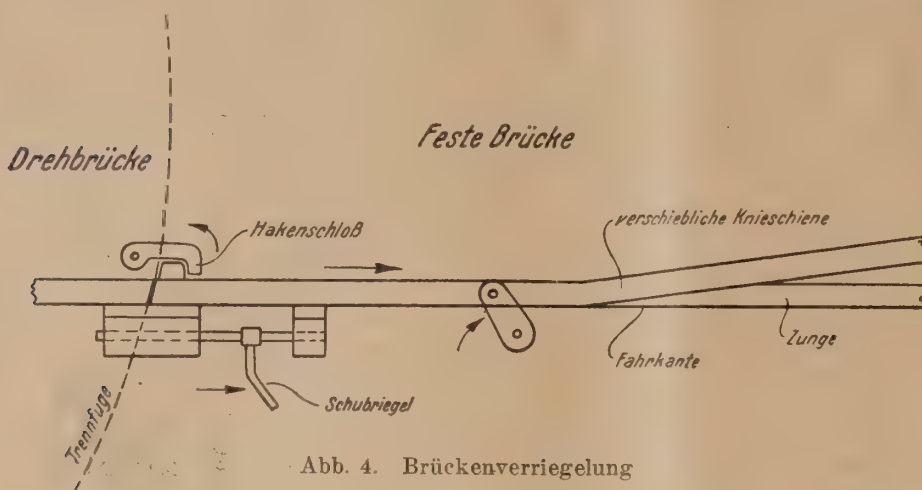 Feste Brücke
Drehbrücke
Hakenschloß
verschiebliche Knieschiene
Zunge
Fahrkante
Schubriegel
Trennfuge
Abb. 4. Brückenverriegelung